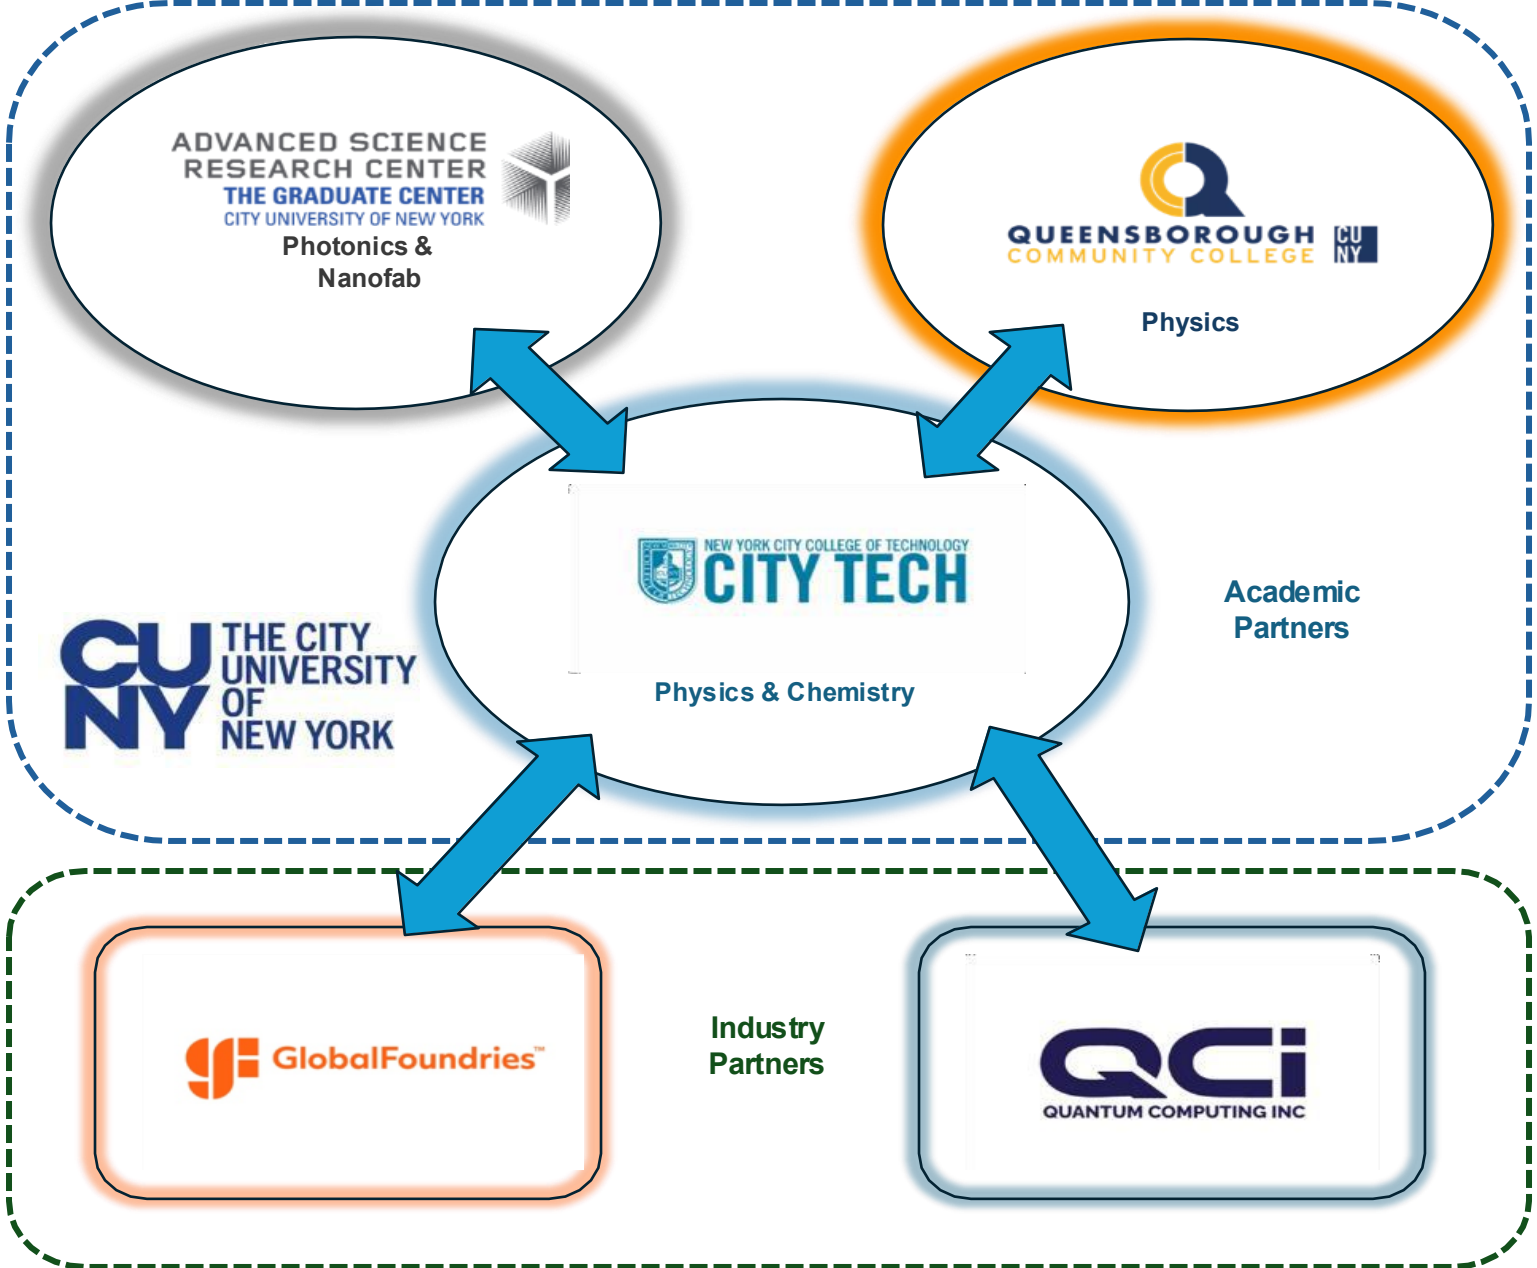 ADVANCED SCIENCE
RESEARCH CENTER
THE GRADUATE CENTER
CITY UNIVERSITY OF NEW YORK
Photonics &
Nanofab
QUEENSBOROUGH
COMMUNITY COLLEGE
CU
NY
Physics
NEW YORK CITY COLLEGE OF TECHNOLOGY
CITY TECH
Physics & Chemistry
Academic
Partners
CU
NY
THE CITY
UNIVERSITY
OF
NEW YORK
GlobalFoundries™
Industry
Partners
QCi
QUANTUM COMPUTING INC